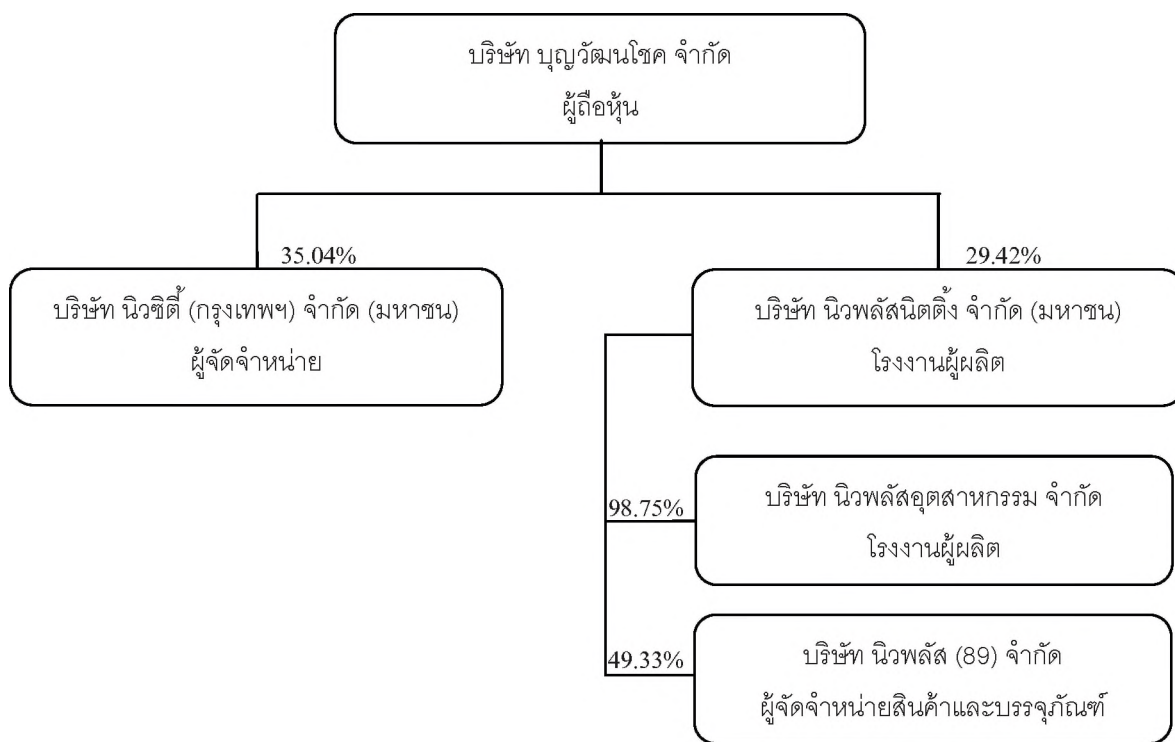 บริษัท บุญวัฒนโชค จำกัด
ผู้ถือหุ้น
35.04%
29.42%
บริษัท นิวซิตี้ (กรุงเทพฯ) จำกัด (มหาชน)
ผู้จัดจำหน่าย
บริษัท นิวพลัสนิตติ้ง จำกัด (มหาชน)
โรงงานผู้ผลิต
98.75%
บริษัท นิวพลัสอุตสาหกรรม จำกัด
โรงงานผู้ผลิต
49.33%
บริษัท นิวพลัส (89) จำกัด
ผู้จัดจำหน่ายสินค้าและบรรจุภัณฑ์